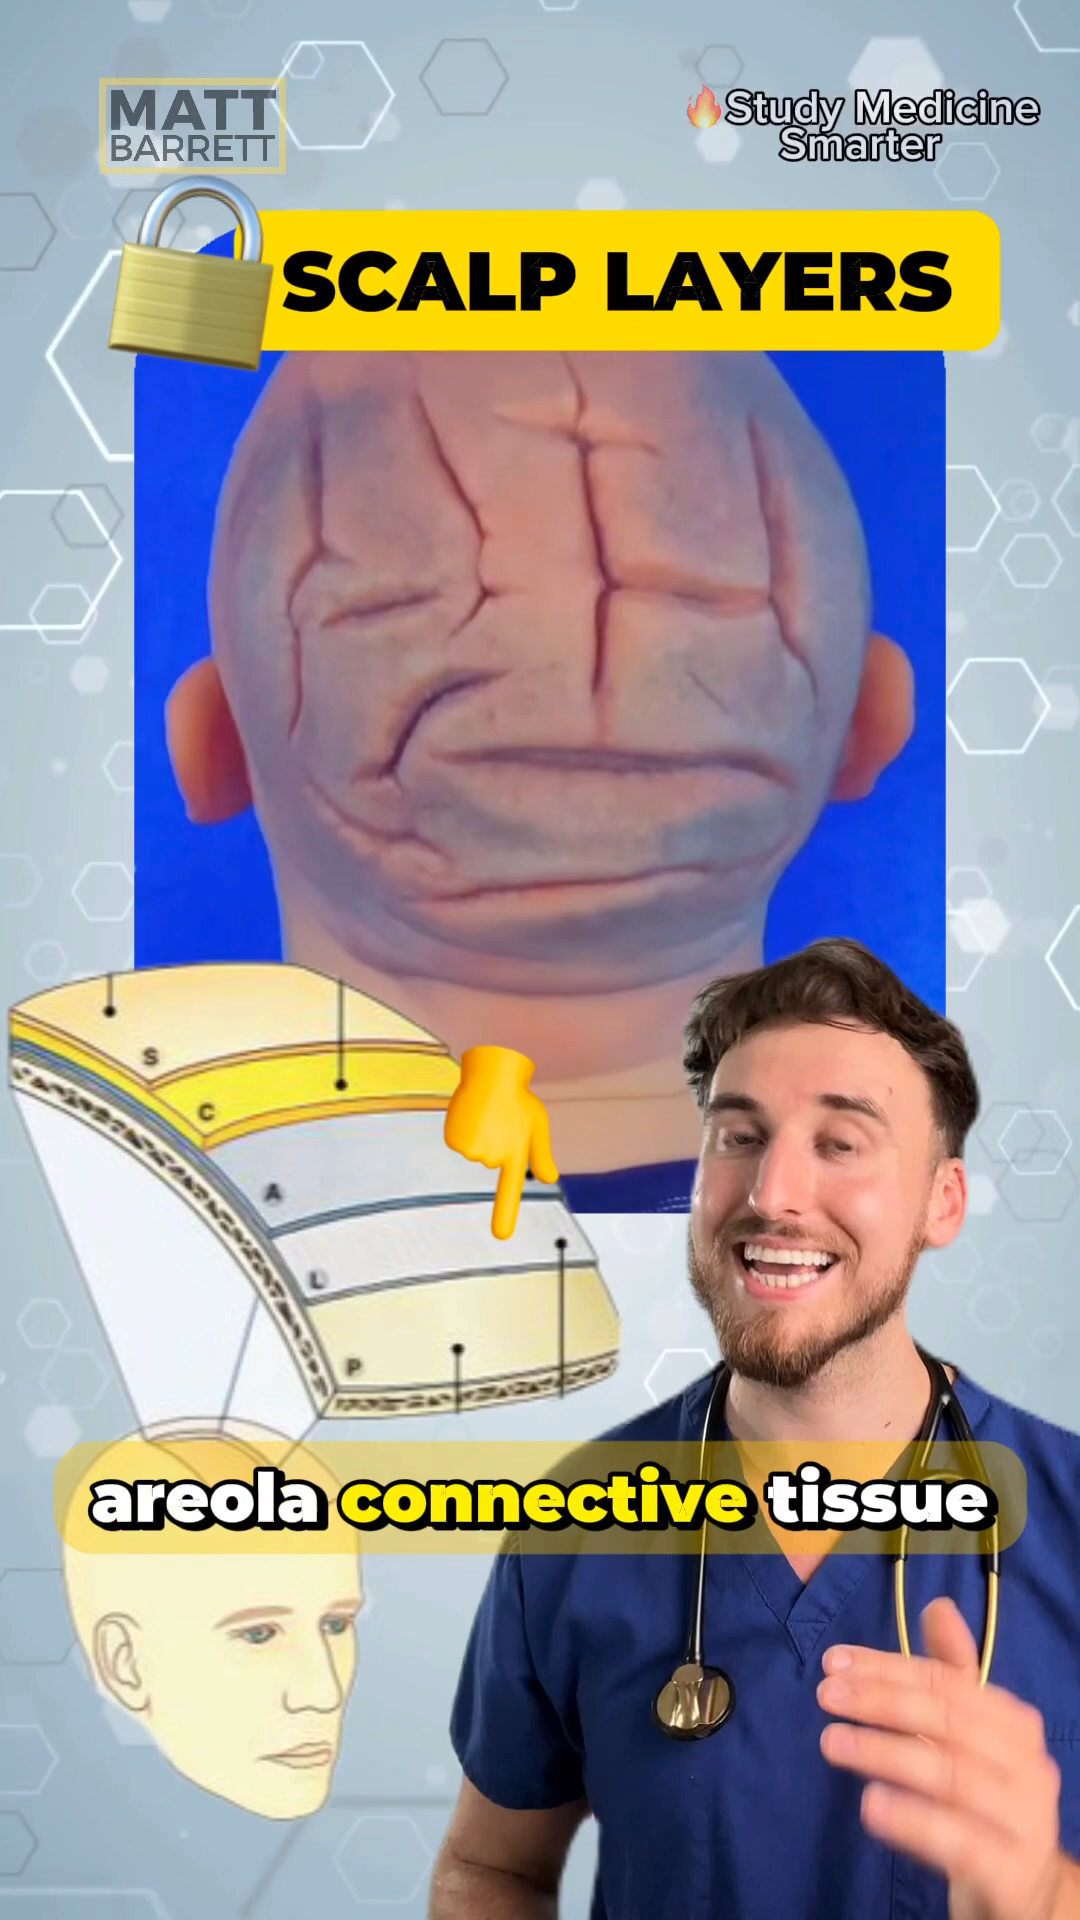 MATT
BARRETT
🔥Study Medicine
Smarter
SCALP LAYERS
S
C
A
L
P
areola connective tissue